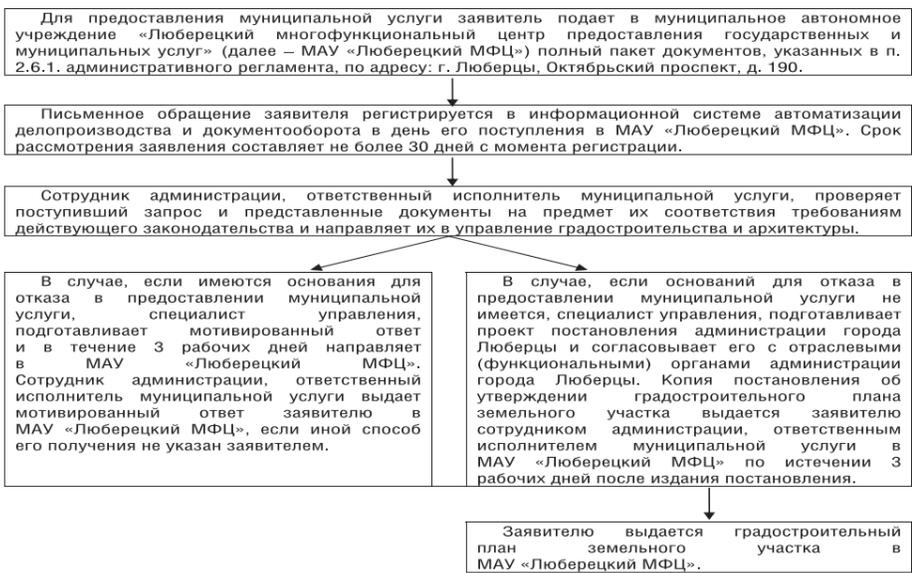 Для предоставления муниципальной услуги заявитель подает в муниципальное автономное
учреждение «Люберецкий многофункциональный центр предоставления государственных и
муниципальных услуг» (далее – МАУ «Люберецкий МФЦ») полный пакет документов, указанных в п.
2.6.1. административного регламента, по адресу: г. Люберцы, Октябрьский проспект, д. 190.
Письменное обращение заявителя регистрируется в информационной системе автоматизации
делопроизводства и документооборота в день его поступления в МАУ «Люберецкий МФЦ». Срок
рассмотрения заявления составляет не более 30 дней с момента регистрации.
Сотрудник администрации, ответственный исполнитель муниципальной услуги, проверяет
поступивший запрос и представленные документы на предмет их соответствия требованиям
действующего законодательства и направляет их в управление градостроительства и архитектуры.
В случае, если имеются основания для
отказа в предоставлении муниципальной
услуги, специалист управления,
подготавливает мотивированный ответ
и в течение 3 рабочих дней направляет
в МАУ «Люберецкий МФЦ».
Сотрудник администрации, ответственный
исполнитель муниципальной услуги выдает
мотивированный ответ заявителю в
МАУ «Люберецкий МФЦ», если иной способ
его получения не указан заявителем.
В случае, если оснований для отказа в
предоставлении муниципальной услуги не
имеется, специалист управления, подготавливает
проект постановления администрации города
Люберцы и согласовывает его с отраслевыми
(функциональными) органами администрации
города Люберцы. Копия постановления об
утверждении градостроительного плана
земельного участка выдается заявителю
сотрудником администрации, ответственным
исполнителем муниципальной услуги в
МАУ «Люберецкий МФЦ» по истечении 3
рабочих дней после издания постановления.
Заявителю выдается градостроительный
план земельного участка в
МАУ «Люберецкий МФЦ».